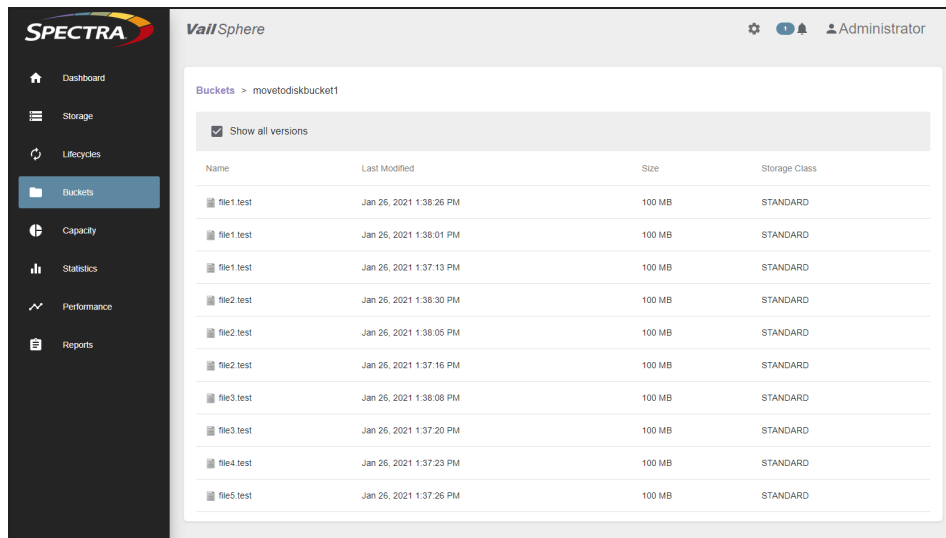 SPECTRA
VailSphere
1
Administrator
Dashboard
Storage
Lifecycles
Buckets
Capacity
Statistics
Performance
Reports
Buckets > movetodiskbucket1
Show all versions
Name Last Modified Size Storage Class
file1.test Jan 26, 2021 1:38:26 PM 100 MB STANDARD
file1.test Jan 26, 2021 1:38:01 PM 100 MB STANDARD
file1.test Jan 26, 2021 1:37:13 PM 100 MB STANDARD
file2.test Jan 26, 2021 1:38:30 PM 100 MB STANDARD
file2.test Jan 26, 2021 1:38:05 PM 100 MB STANDARD
file2.test Jan 26, 2021 1:37:16 PM 100 MB STANDARD
file3.test Jan 26, 2021 1:38:08 PM 100 MB STANDARD
file3.test Jan 26, 2021 1:37:20 PM 100 MB STANDARD
file4.test Jan 26, 2021 1:37:23 PM 100 MB STANDARD
file5.test Jan 26, 2021 1:37:26 PM 100 MB STANDARD